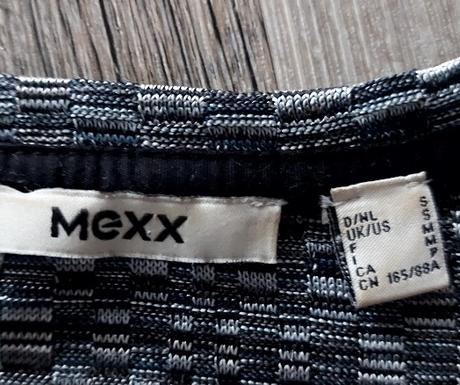 Mexx
D/NL S
UK/US S
F M
I M
CA P
CN 165/88A